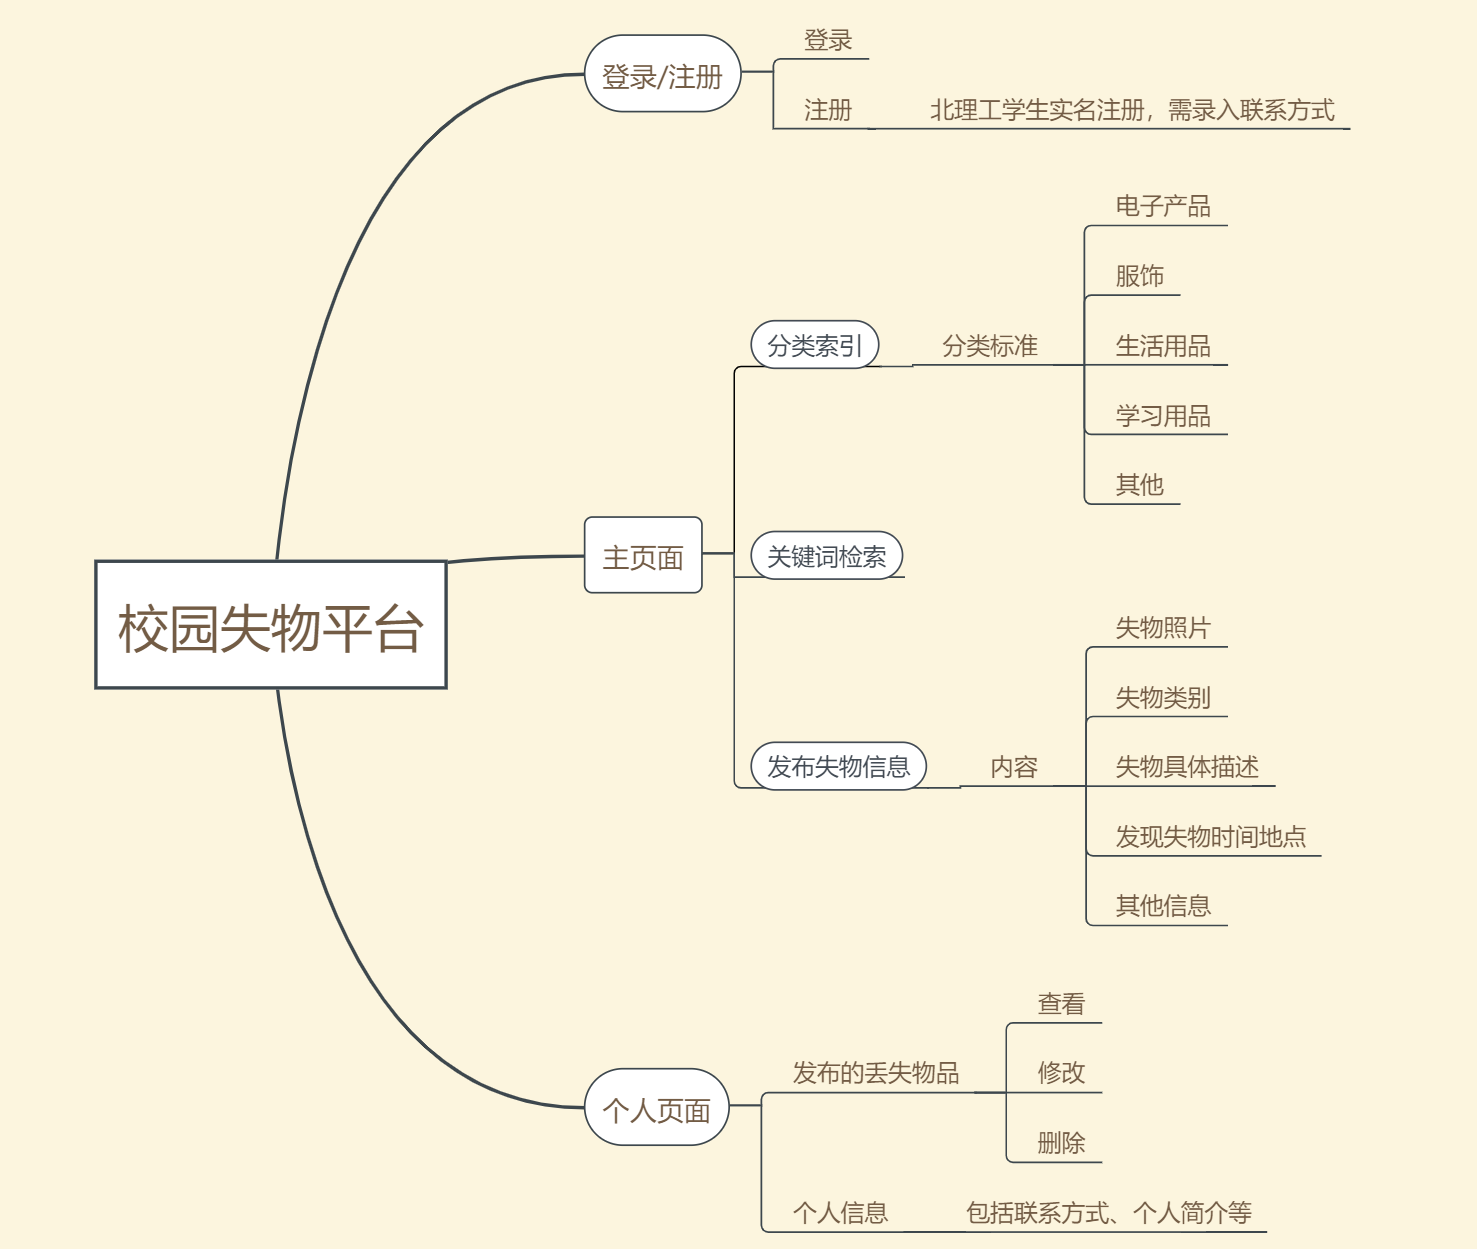 校园失物平台
登录/注册
登录
注册
北理工学生实名注册，需录入联系方式
主页面
分类索引
分类标准
电子产品
服饰
生活用品
学习用品
其他
关键词检索
发布失物信息
内容
失物照片
失物类别
失物具体描述
发现失物时间地点
其他信息
个人页面
发布的丢失物品
查看
修改
删除
个人信息
包括联系方式、个人简介等